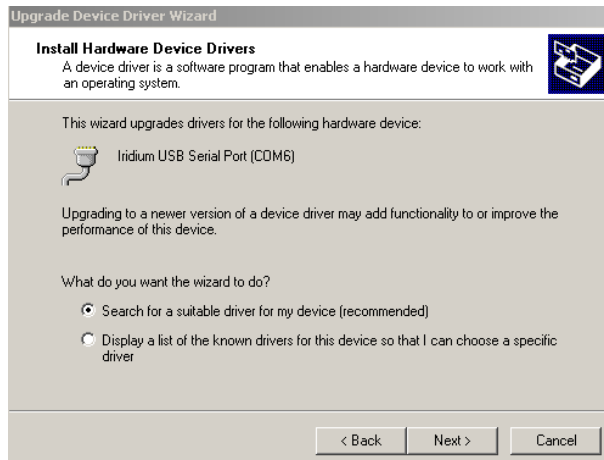 Upgrade Device Driver Wizard
Install Hardware Device Drivers
A device driver is a software program that enables a hardware device to work with
an operating system.
This wizard upgrades drivers for the following hardware device:
Iridium USB Serial Port (COM6)
Upgrading to a newer version of a device driver may add functionality to or improve the
performance of this device.
What do you want the wizard to do?
Search for a suitable driver for my device (recommended)
Display a list of the known drivers for this device so that I can choose a specific
driver
< Back Next > Cancel